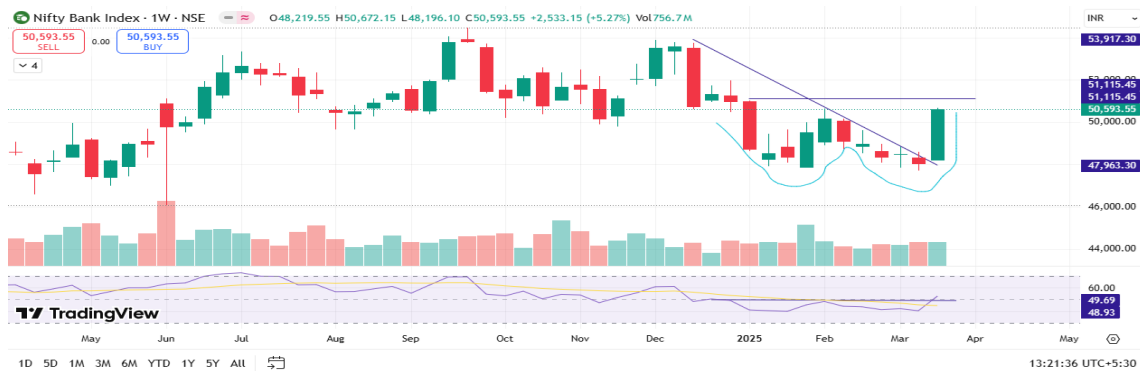 Nifty Bank Index · 1W · NSE
O48,219.55 H50,672.15 L48,196.10 C50,593.55 +2,533.15 (+5.27%) Vol756.7M
INR
50,593.55
SELL
0.00
50,593.55
BUY
4
53,917.30
51,115.45
51,115.45
50,593.55
50,000.00
47,963.30
46,000.00
44,000.00
60.00
49.69
48.93
TradingView
May Jun Jul Aug Sep Oct Nov Dec 2025 Feb Mar Apr May
1D 5D 1M 3M 6M YTD 1Y 5Y All
13:21:36 UTC+5:30